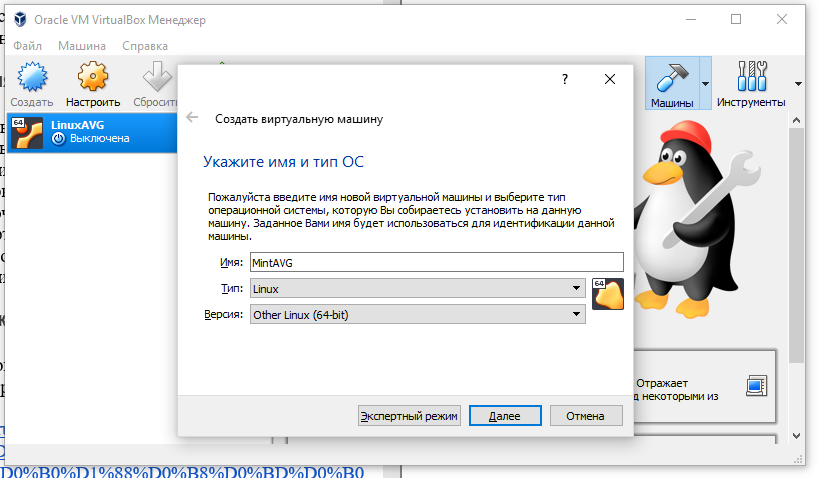 Oracle VM VirtualBox Менеджер
Файл Машина Справка
Создать Настроить Сбросить Машины Инструменты
64 LinuxAVG
Выключена
?
Создать виртуальную машину
Укажите имя и тип ОС
Пожалуйста введите имя новой виртуальной машины и выберите тип
операционной системы, которую Вы собираетесь установить на данную
машину. Заданное Вами имя будет использоваться для идентификации данной
машины.
Имя: MintAVG
Тип: Linux
64
Версия: Other Linux (64-bit)
Отражает
некоторыми из
Экспертный режим Далее Отмена
D0%B0%D1%88%D0%B8%D0%BD%D0%B0